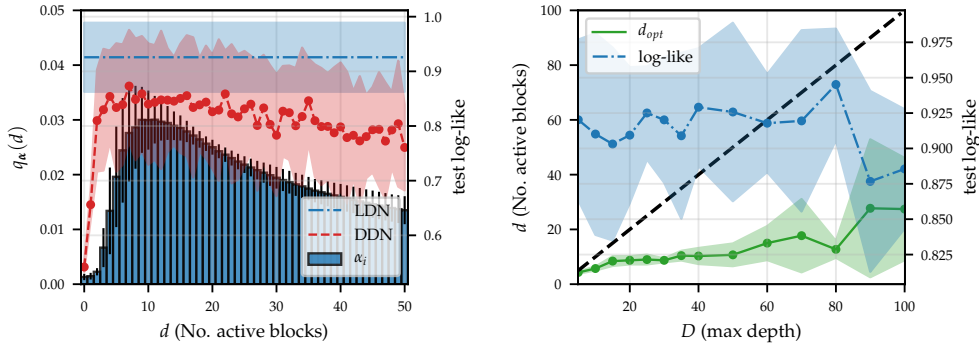 0.05
0.04
0.03
0.02
0.01
0.00
qα(d)
0 10 20 30 40 50
d (No. active blocks)
1.0
0.9
0.8
0.7
0.6
test log-like
LDN
DDN
αi
100
80
60
40
20
0
d (No. active blocks)
20 40 60 80 100
D (max depth)
0.975
0.950
0.925
0.900
0.875
0.850
0.825
test log-like
dopt
log-like